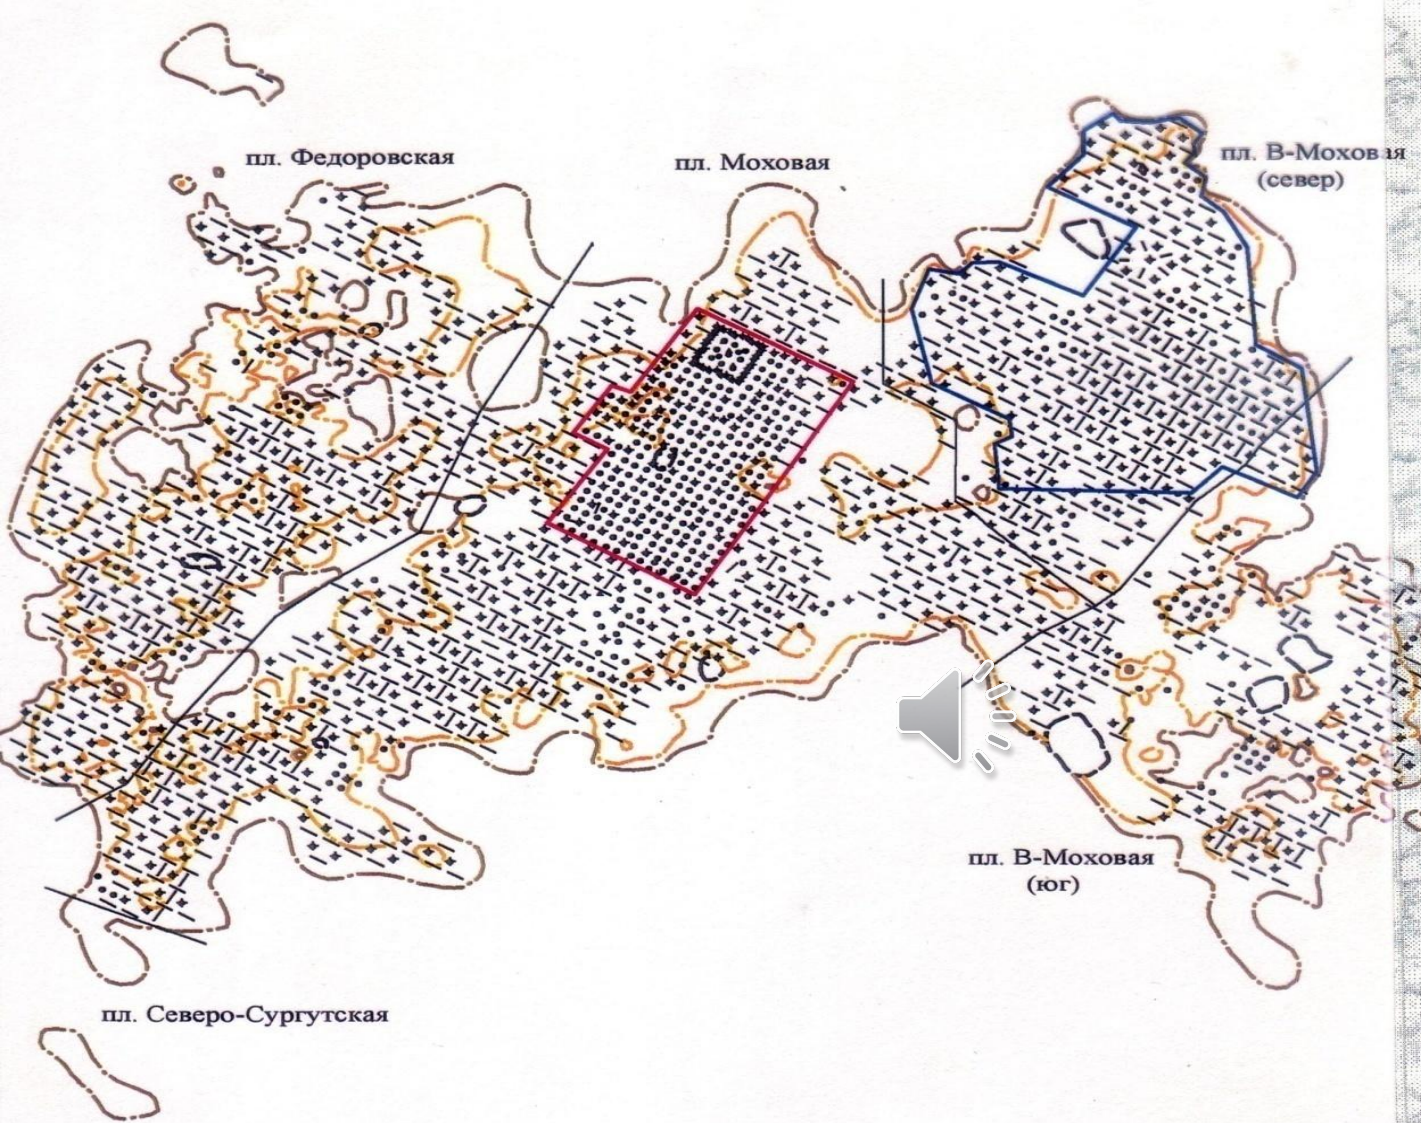 пл. Федоровская
пл. Моховая
пл. В-Моховая
(север)
пл. В-Моховая
(юг)
пл. Северо-Сургутская